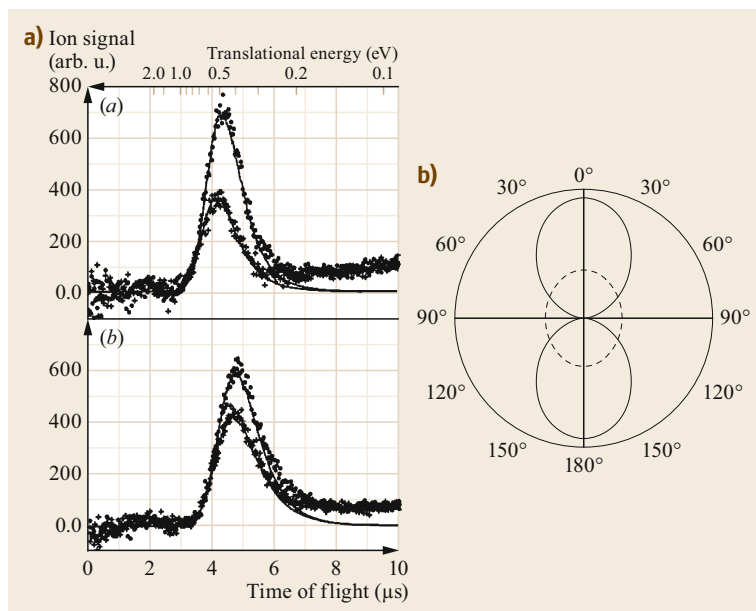 a) Ion signal
(arb. u.)
Translational energy (eV)
2.0 1.0 0.5 0.2 0.1
800
(a)
600
400
200
0.0
(b)
600
400
200
0.0
0 2 4 6 8 10
Time of flight (µs)
b)
0°
30° 30°
60° 60°
90° 90°
120° 120°
150° 150°
180°